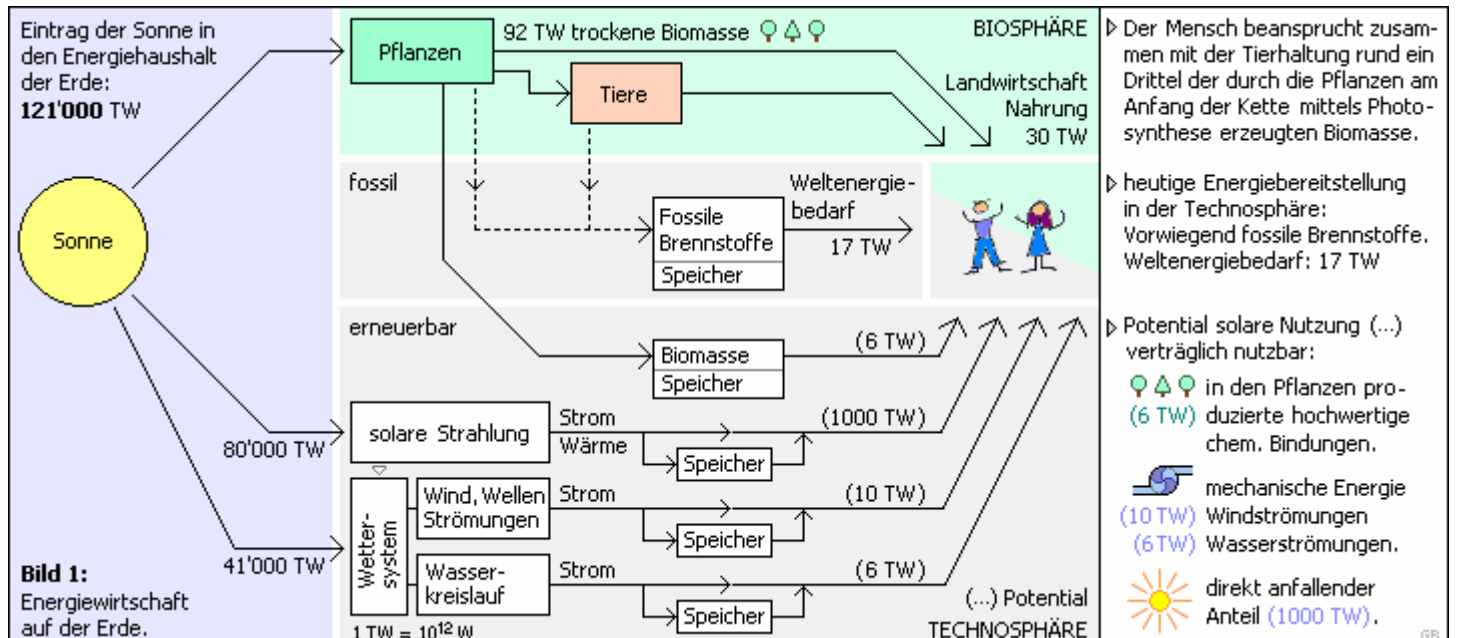 Eintrag der Sonne in
den Energiehaushalt
der Erde:
121'000 TW
Sonne
80'000 TW
41'000 TW
Bild 1:
Energiewirtschaft
auf der Erde.
BIOSPHÄRE
Pflanzen
92 TW trockene Biomasse
Tiere
Landwirtschaft
Nahrung
30 TW
fossil
Fossile
Brennstoffe
Speicher
Weltenergie-
bedarf
17 TW
erneuerbar
Biomasse
Speicher
(6 TW)
solare Strahlung
Strom
Wärme
Speicher
(1000 TW)
Wetter-
system
Wind, Wellen
Strömungen
Strom
Speicher
(10 TW)
Wasser-
kreislauf
Strom
Speicher
(6 TW)
1 TW = 10¹² W
(...) Potential
TECHNOSPHÄRE
Der Mensch beansprucht zusam-
men mit der Tierhaltung rund ein
Drittel der durch die Pflanzen am
Anfang der Kette mittels Photo-
synthese erzeugten Biomasse.
heutige Energiebereitstellung
in der Technosphäre:
Vorwiegend fossile Brennstoffe.
Weltenergiebedarf: 17 TW
Potential solare Nutzung (...)
verträglich nutzbar:
in den Pflanzen pro-
(6 TW) duzierte hochwertige
chem. Bindungen.
mechanische Energie
(10 TW) Windströmungen
(6TW) Wasserströmungen.
direkt anfallender
Anteil (1000 TW).
GB